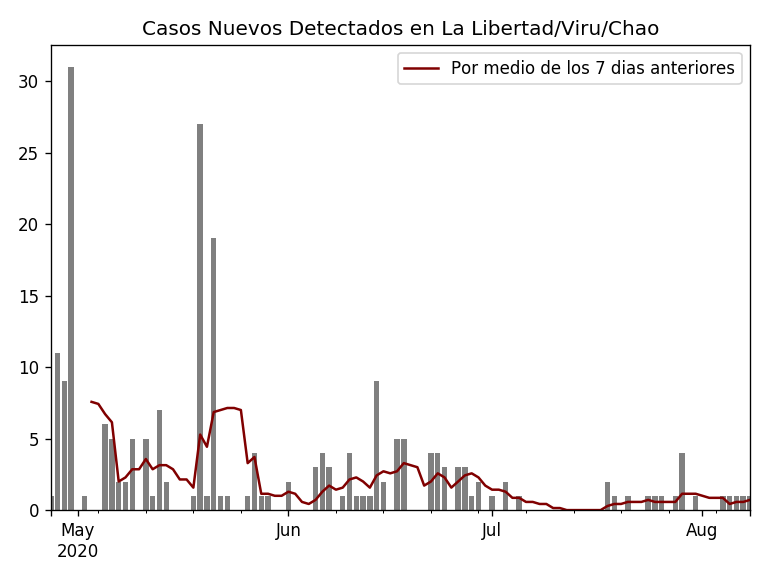 Casos Nuevos Detectados en La Libertad/Viru/Chao
Por medio de los 7 dias anteriores
30
25
20
15
10
5
0
May Jun Jul Aug
2020